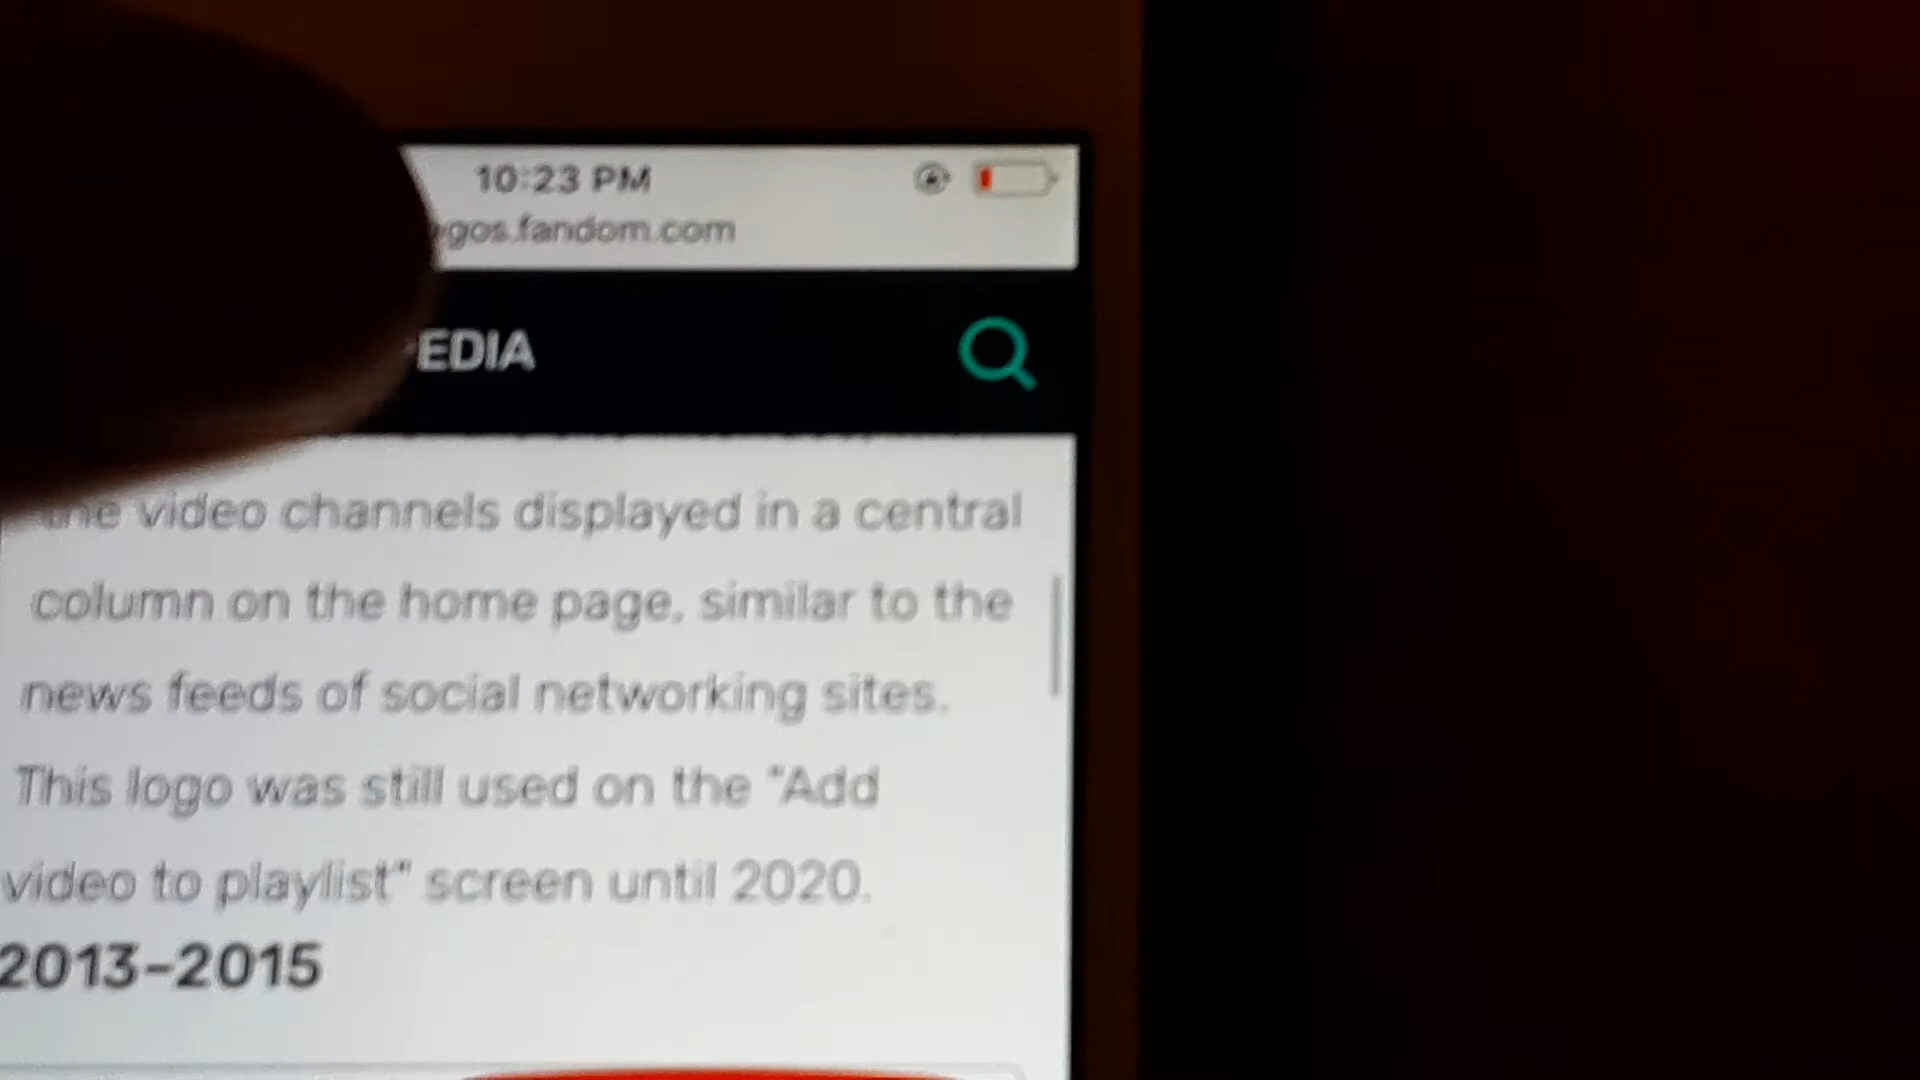 10:23 PM
gos.fandom.com
EDIA
the video channels displayed in a central
column on the home page, similar to the
news feeds of social networking sites.
This logo was still used on the "Add
video to playlist" screen until 2020.
2013–2015